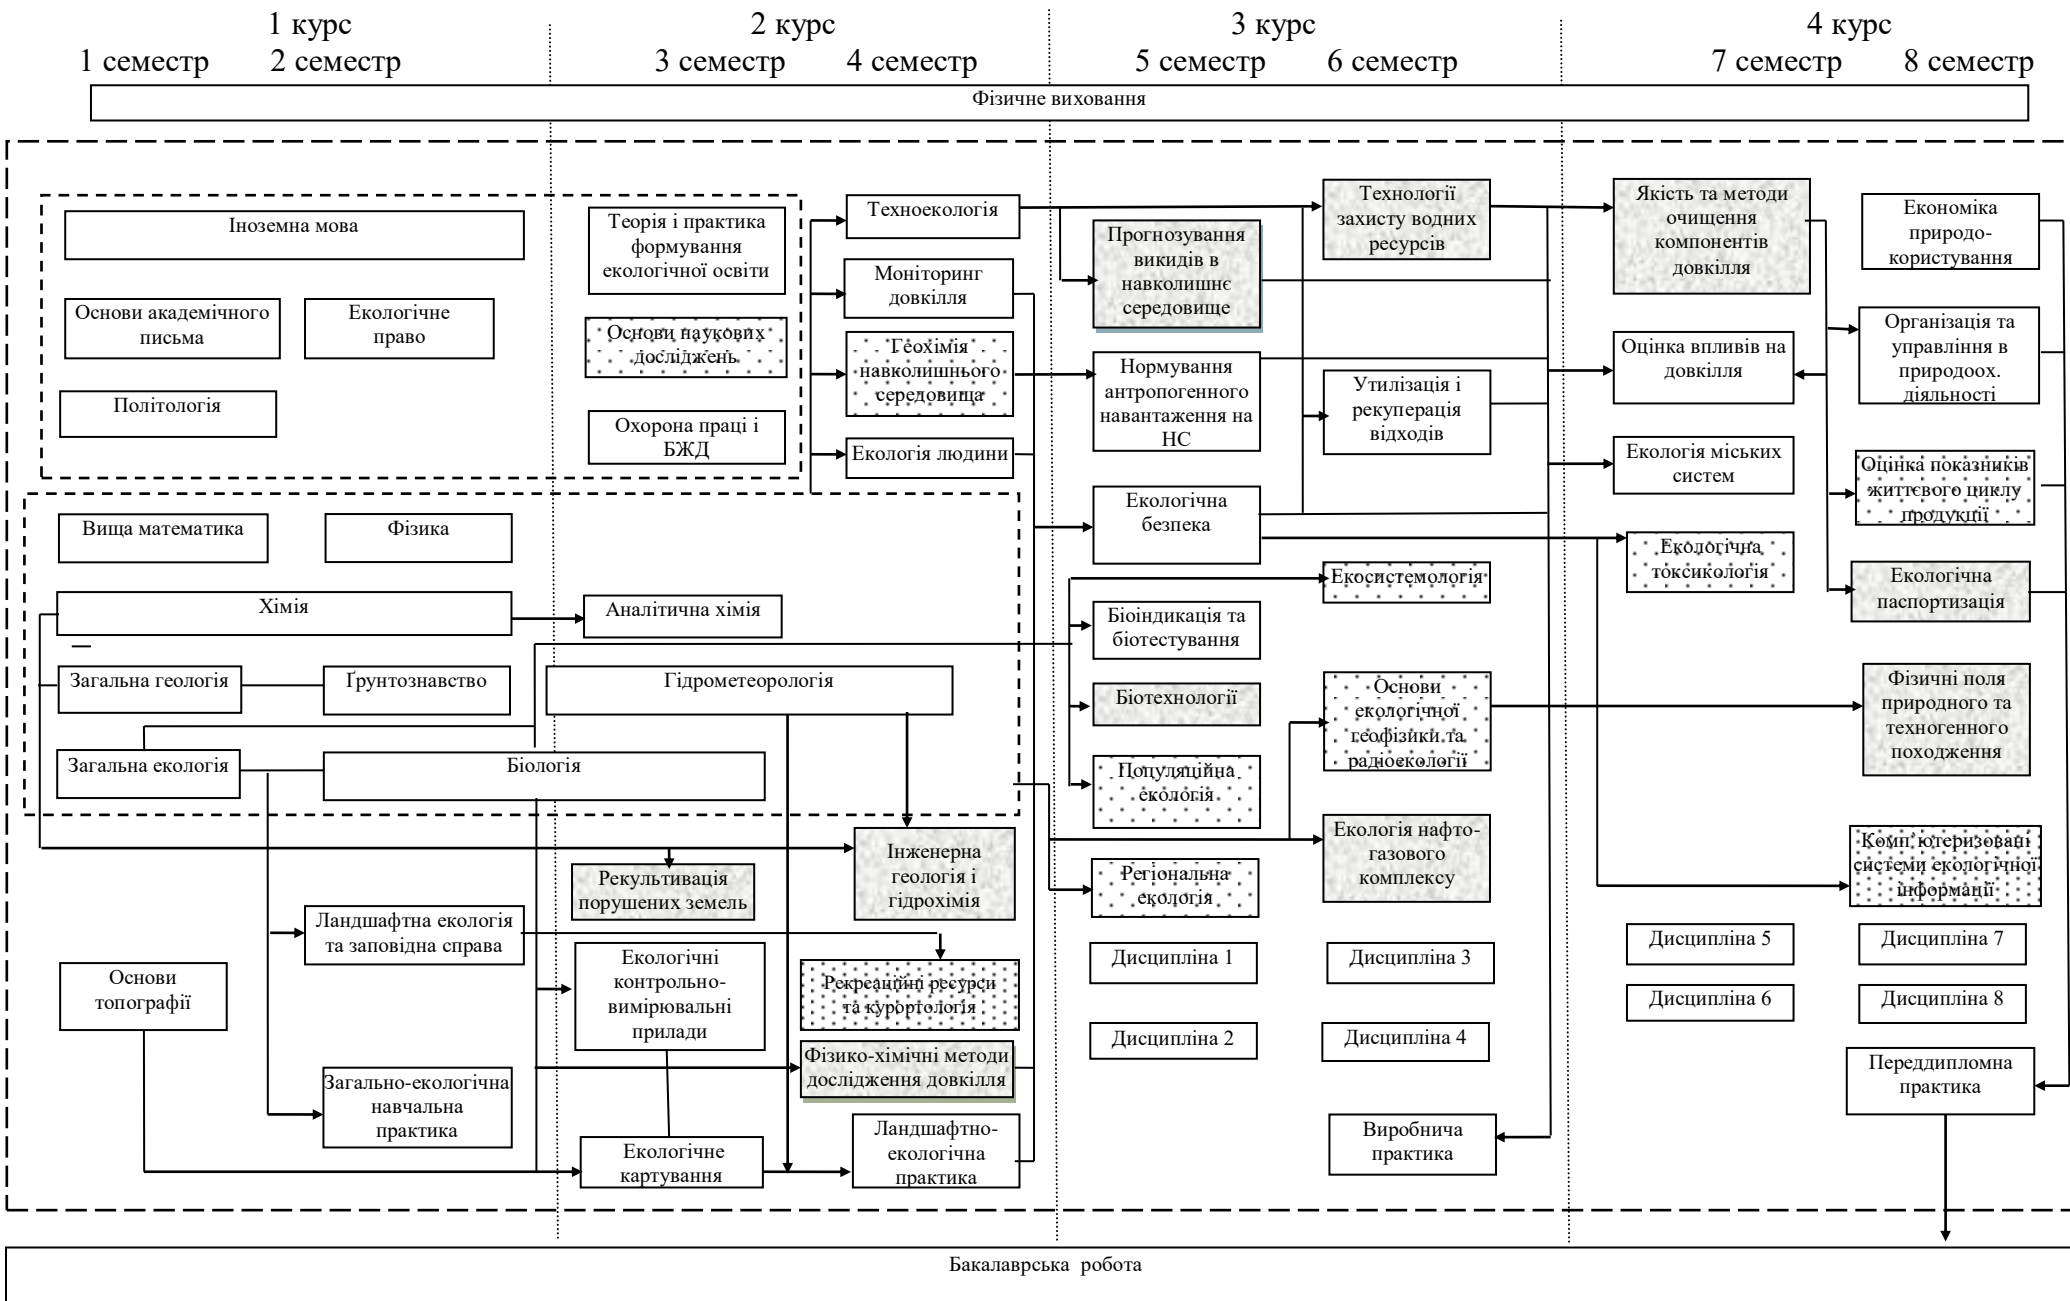 1 курс
2 курс
3 курс
4 курс
1 семестр
2 семестр
3 семестр
4 семестр
5 семестр
6 семестр
7 семестр
8 семестр
Фізичне виховання
Іноземна мова
Основи академічного
письма
Екологічне
право
Політологія
Теорія і практика
формування
екологічної освіти
Основи наукових
досліджень
Охорона праці і
БЖД
Техноекологія
Моніторинг
довкілля
Геохімія
навколишнього
середовища
Екологія людини
Прогнозування
викидів в
навколишнє
середовище
Нормування
антропогенного
навантаження на
НС
Екологічна
безпека
Технології
захисту водних
ресурсів
Утилізація і
рекуперація
відходів
Якість та методи
очищення
компонентів
довкілля
Оцінка впливів на
довкілля
Екологія міських
систем
Екологічна
токсикологія
Економіка
природо-
користування
Організація та
управління в
природоох.
діяльності
Оцінка показників
життєвого циклу
продукції
Екологічна
паспортизація
Вища математика
Фізика
Хімія
Аналітична хімія
Загальна геологія
Ґрунтознавство
Гідрометеорологія
Загальна екологія
Біологія
Екосистемологія
Біоіндикація та
біотестування
Біотехнології
Популяційна
екологія
Основи
екологічної
геофізики та
радіоекології
Фізичні поля
природного та
техногенного
походження
Рекультивація
порушених земель
Інженерна
геологія і
гідрохімія
Регіональна
екологія
Екологія нафто-
газового
комплексу
Комп'ютеризовані
системи екологічної
інформації
Ландшафтна екологія
та заповідна справа
Основи
топографії
Екологічні
контрольно-
вимірювальні
прилади
Рекреаційні ресурси
та курортологія
Дисципліна 1
Дисципліна 3
Дисципліна 5
Дисципліна 7
Дисципліна 6
Дисципліна 8
Дисципліна 2
Дисципліна 4
Фізико-хімічні методи
дослідження довкілля
Загально-екологічна
навчальна
практика
Переддипломна
практика
Екологічне
картування
Ландшафтно-
екологічна
практика
Виробнича
практика
Бакалаврська робота